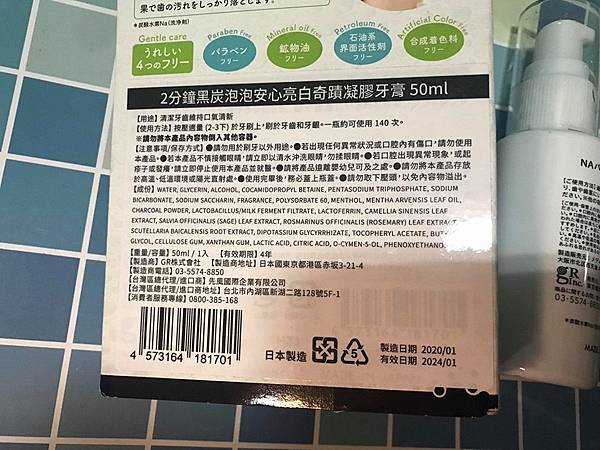 果で歯の汚れをしっかり落とします。
*炭酸水素Na(洗浄剤)
Gentle care
うれしい
4つのフリー
Paraben Free
パラベン
フリー
Mineral oil Free
鉱物油
フリー
Petroleum Free
石油系
界面活性剤
フリー
Artificial Color Free
合成着色料
フリー
2分鐘黑炭泡泡安心亮白奇蹟凝膠牙膏 50ml
【用途】清潔牙齒維持口氣清新
【使用方法】按壓適量 (2-3下) 於牙刷上,刷於牙齒和牙齦。一瓶約可使用 140 次。
※請勿將本產品內容物倒入其他容器。
【注意事項/保存方式】●請勿用於刷牙以外用途。●若出現任何異常狀況或口腔內有傷口,請勿使用
本產品。●若本產品不慎接觸眼睛,請立即以清水沖洗眼睛,勿揉眼睛。●若口腔出現異常現象,或起
疹子或發癢,請立即停止使用本產品並就醫。●請將產品遠離嬰幼兒可及之處。●請勿將本產品存放
於高溫、低溫環境或陽光直射處。●使用完畢後,務必蓋上瓶蓋。●請勿取下壓頭,以免內容物溢出。
【成份】WATER, GLYCERIN, ALCOHOL, COCAMIDOPROPYL BETAINE, PENTASODIUM TRIPHOSPHATE, SODIUM
BICARBONATE, SODIUM SACCHARIN, FRAGRANCE, POLYSORBATE 60, MENTHOL, MENTHA ARVENSIS LEAF OIL,
CHARCOAL POWDER, LACTOBACILLUS/MILK FERMENT FILTRATE, LACTOFERRIN, CAMELLIA SINENSIS LEAF
EXTRACT, SALVIA OFFICINALIS (SAGE) LEAF EXTRACT, ROSMARINUS OFFICINALIS (ROSEMARY) LEAF EXTRACT,
SCUTELLARIA BAICALENSIS ROOT EXTRACT, DIPOTASSIUM GLYCYRRHIZATE, TOCOPHERYL ACETATE,
GLYCOL, CELLULOSE GUM, XANTHAN GUM, LACTIC ACID, CITRIC ACID, O-CYMEN-5-OL, PHENOXYETHANOL
【重量/容量】50ml / 1入 【有效期限】4年
【製造商】GR株式會社 【製造商地址】日本國東京都港區赤坂3-21-4
【製造商電話】03-5574-8850
【台灣區總代理/進口商】先風國際企業有限公司
【台灣區總代理/進口商地址】台北市內湖區新湖二路128號5F-1
【消費者服務專線】0800-385-168
4 573164 181701
日本製造
5
製造日期 2020/01
有效日期 2024/01
NAパ
【ご使用方法】
gR
inc.
03-5574-88
MADE